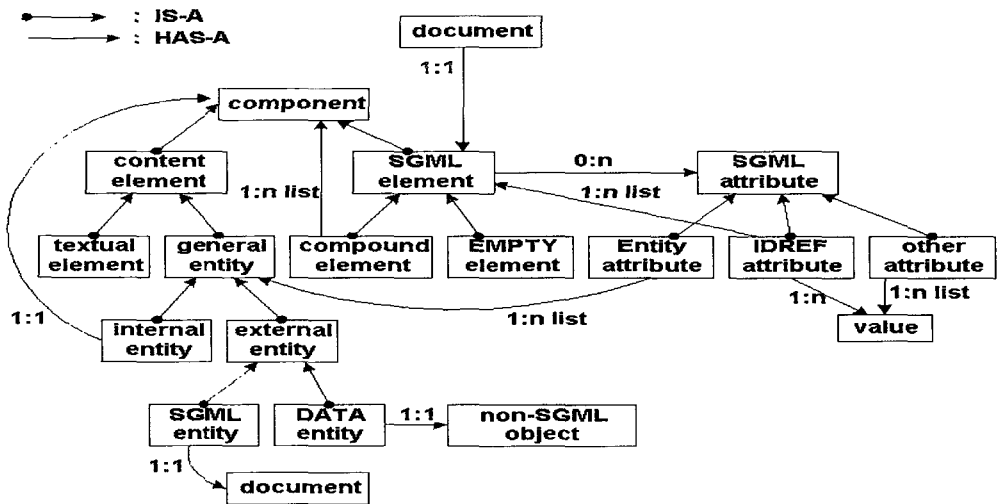 : IS-A
: HAS-A
document
1:1
component
content
element
SGML
element
0:n
SGML
attribute
1:n list
1:n list
textual
element
general
entity
compound
element
EMPTY
element
Entity
attribute
IDREF
attribute
other
attribute
1:1
1:n list
1:n
1:n list
internal
entity
external
entity
value
SGML
entity
DATA
entity
1:1
non-SGML
object
1:1
document